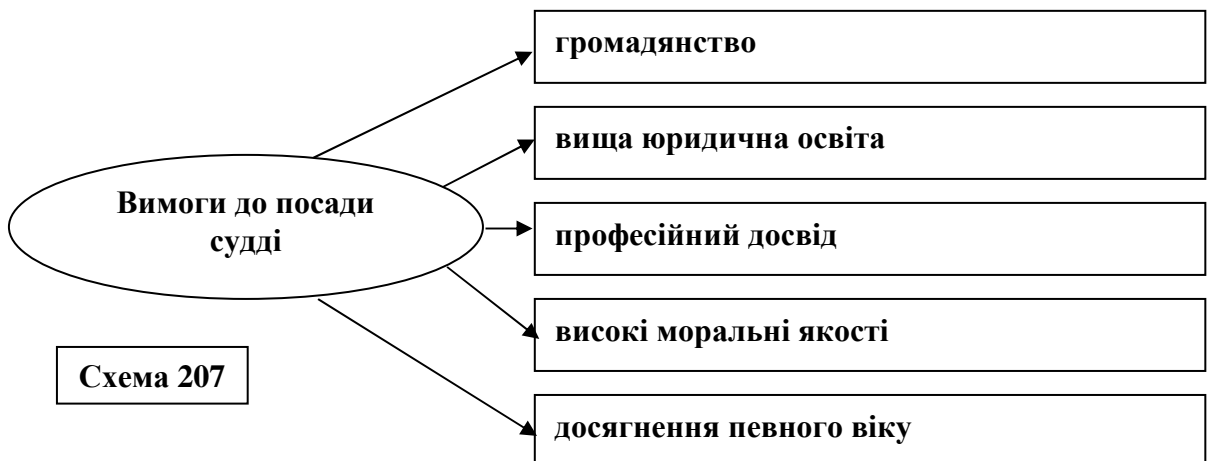 громадянство
вища юридична освіта
Вимоги до посади
судді
професійний досвід
високі моральні якості
Схема 207
досягнення певного віку